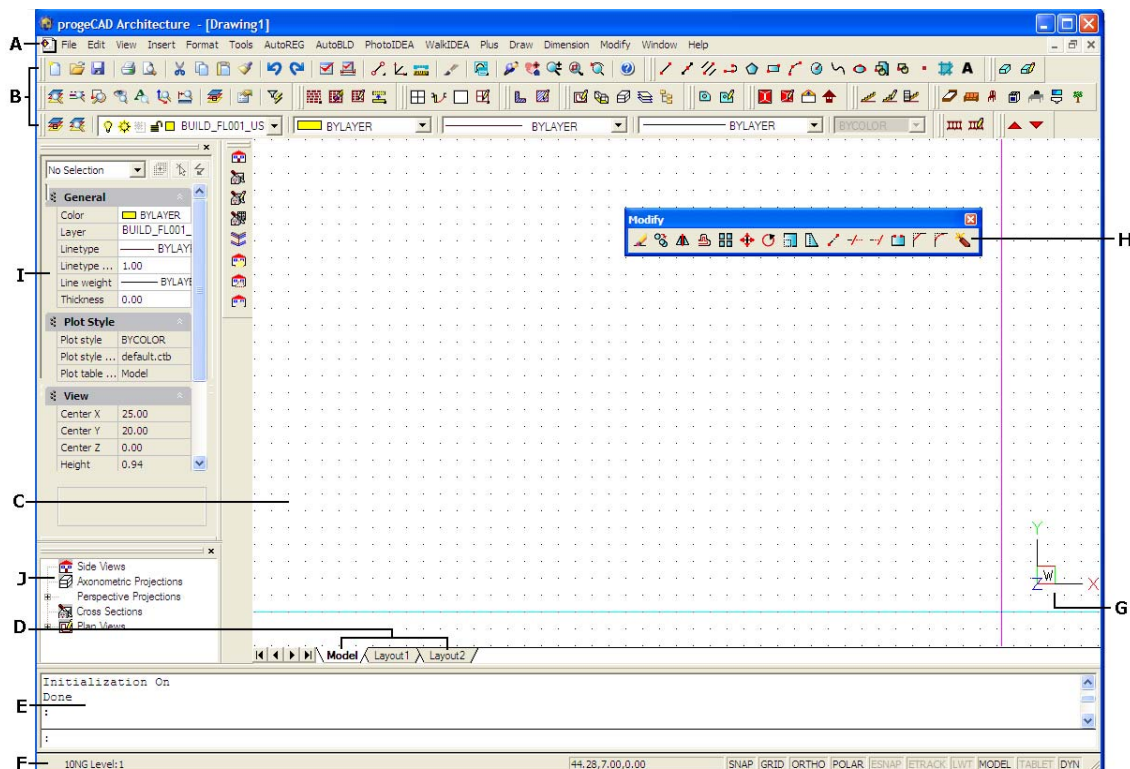 progeCAD Architecture - [Drawing1]
A
File Edit View Insert Format Tools AutoREG AutoBLD PhotoIDEA WalkIDEA Plus Draw Dimension Modify Window Help
B
BUILD_FL001_US BYLAYER BYLAYER BYLAYER BYCOLOR
No Selection
General
Color BYLAYER
Layer BUILD_FL001_
Linetype BYLAYI
Linetype ... 1.00
Line weight BYLAYE
Thickness 0.00
I
Plot Style
Plot style BYCOLOR
Plot style ... default.ctb
Plot table ... Model
View
Center X 25.00
Center Y 20.00
Center Z 0.00
Height 0.94
Modify
H
C
Side Views
J
Axonometric Projections
Perspective Projections
Cross Sections
Plan Views
Y
W
Z X
G
D
Model Layout1 Layout2
Initialization On
Done
E
:
:
F
10NG Level:1 44.28,7.00,0.00 SNAP GRID ORTHO POLAR ESNAP ETRACK LWT MODEL TABLET DYN